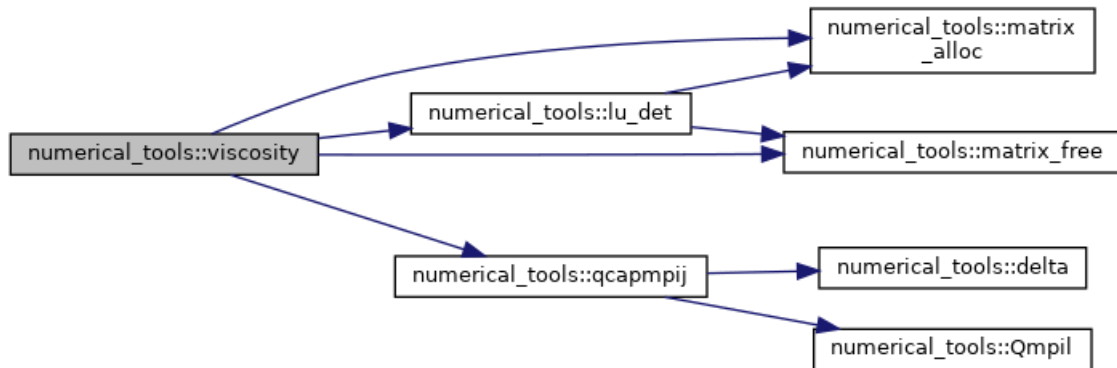 numerical_tools::matrix
_alloc
numerical_tools::lu_det
numerical_tools::viscosity
numerical_tools::matrix_free
numerical_tools::qcapmpij
numerical_tools::delta
numerical_tools::Qmpil